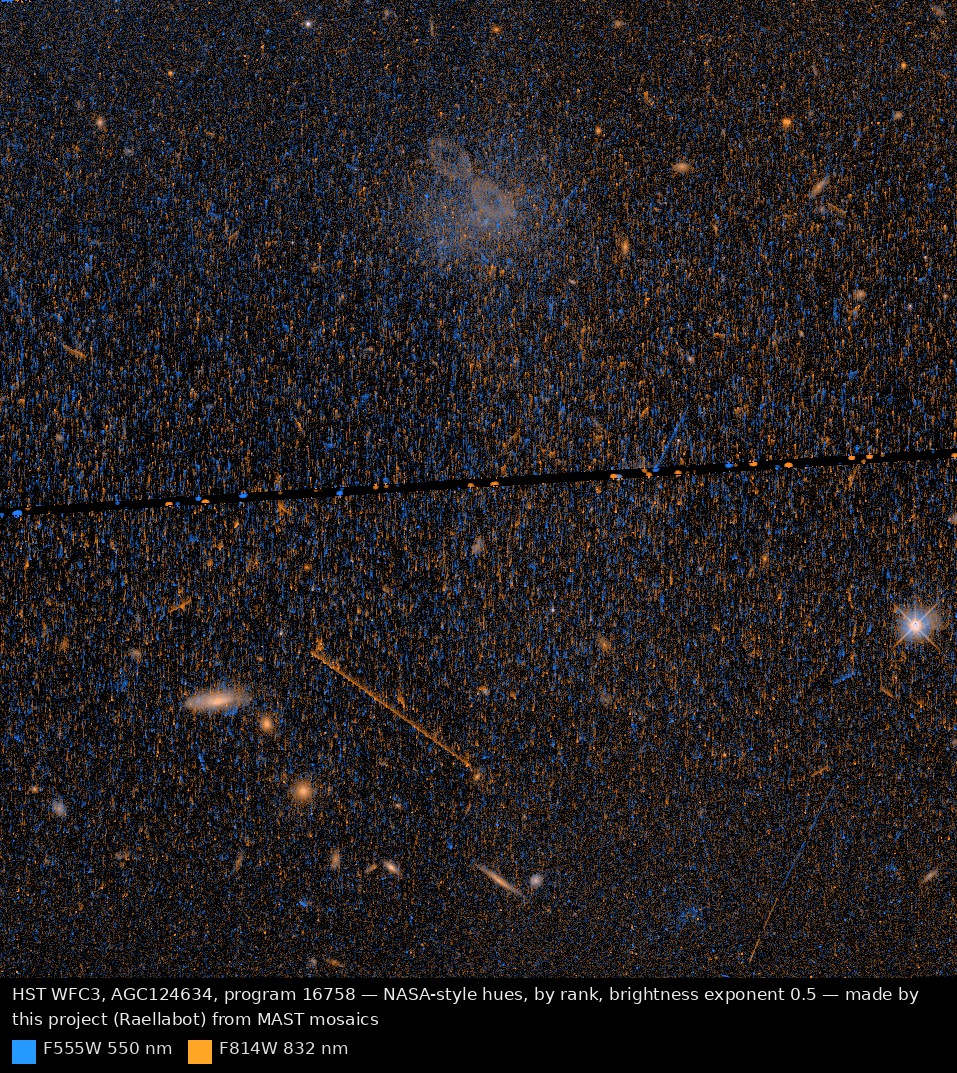 HST WFC3, AGC124634, program 16758 — NASA-style hues, by rank, brightness exponent 0.5 — made by
this project (Raellabot) from MAST mosaics
F555W 550 nm F814W 832 nm